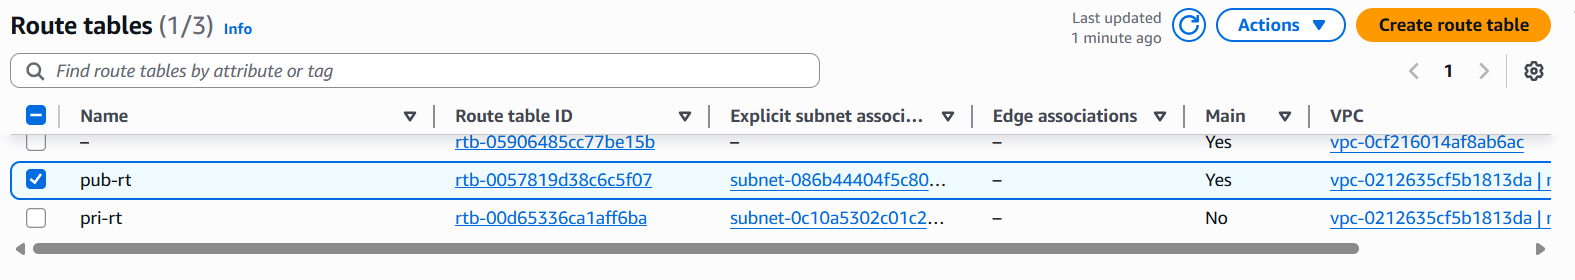 Route tables (1/3) Info
Last updated
1 minute ago
Actions
Create route table
Find route tables by attribute or tag
1
Name Route table ID Explicit subnet associ... Edge associations Main VPC
– rtb-05906485cc77be15b – – Yes vpc-0cf216014af8ab6ac
pub-rt rtb-0057819d38c6c5f07 subnet-086b44404f5c80... – Yes vpc-0212635cf5b1813da |
pri-rt rtb-00d65336ca1aff6ba subnet-0c10a5302c01c2... – No vpc-0212635cf5b1813da |